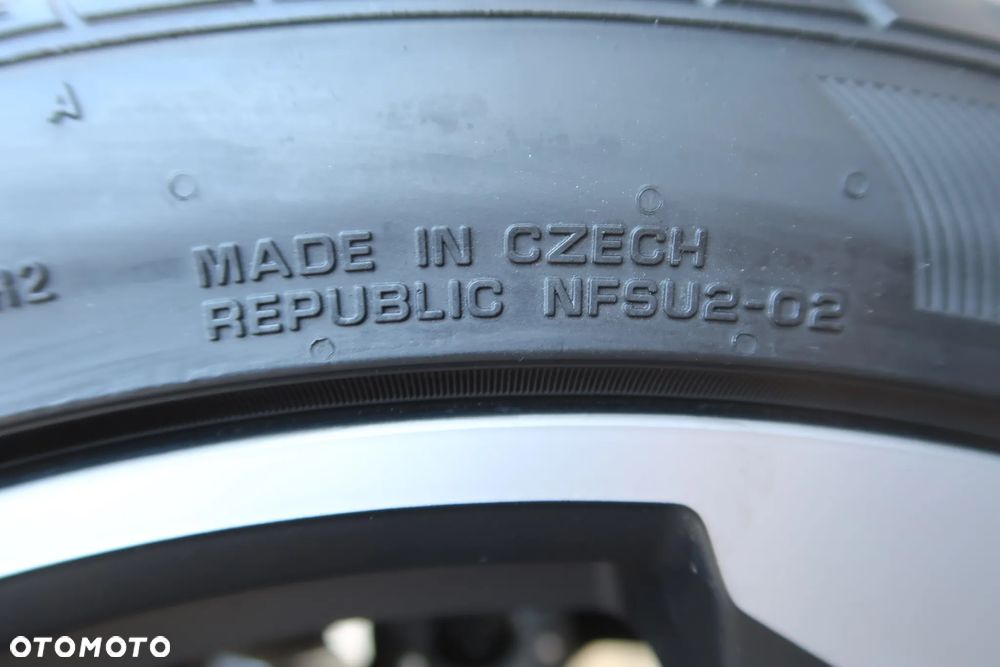 MADE IN CZECH
REPUBLIC NFSU2-02
OTOMOTO